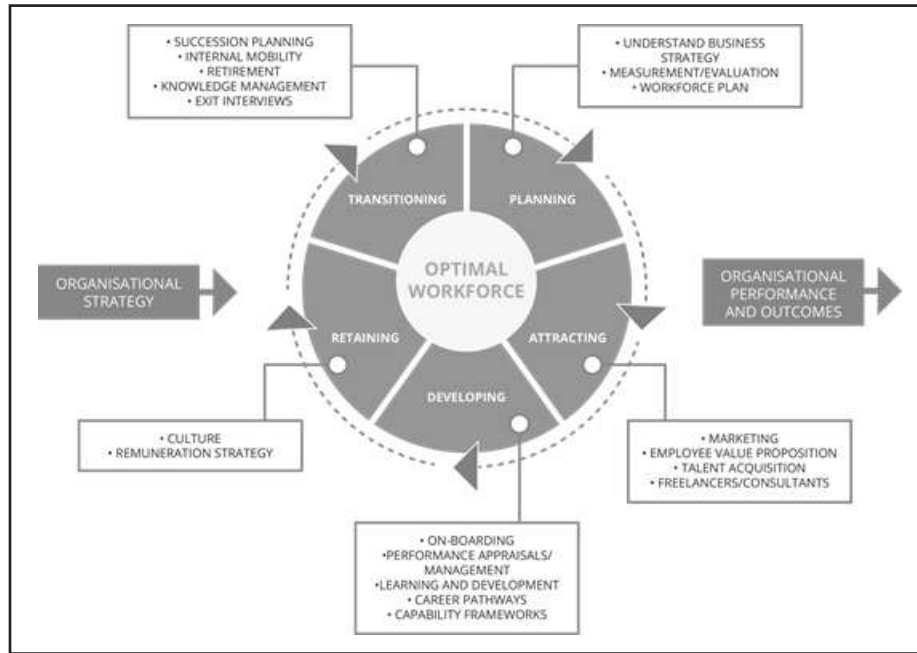 • SUCCESSION PLANNING
• INTERNAL MOBILITY
• RETIREMENT
• KNOWLEDGE MANAGEMENT
• EXIT INTERVIEWS
• UNDERSTAND BUSINESS
STRATEGY
• MEASUREMENT/EVALUATION
• WORKFORCE PLAN
TRANSITIONING
PLANNING
OPTIMAL
WORKFORCE
ORGANISATIONAL
STRATEGY
ORGANISATIONAL
PERFORMANCE
AND OUTCOMES
RETAINING
ATTRACTING
DEVELOPING
• CULTURE
• REMUNERATION STRATEGY
• MARKETING
• EMPLOYEE VALUE PROPOSITION
• TALENT ACQUISITION
• FREELANCERS/CONSULTANTS
• ON-BOARDING
•PERFORMANCE APPRAISALS/
MANAGEMENT
•LEARNING AND DEVELOPMENT
• CAREER PATHWAYS
• CAPABILITY FRAMEWORKS